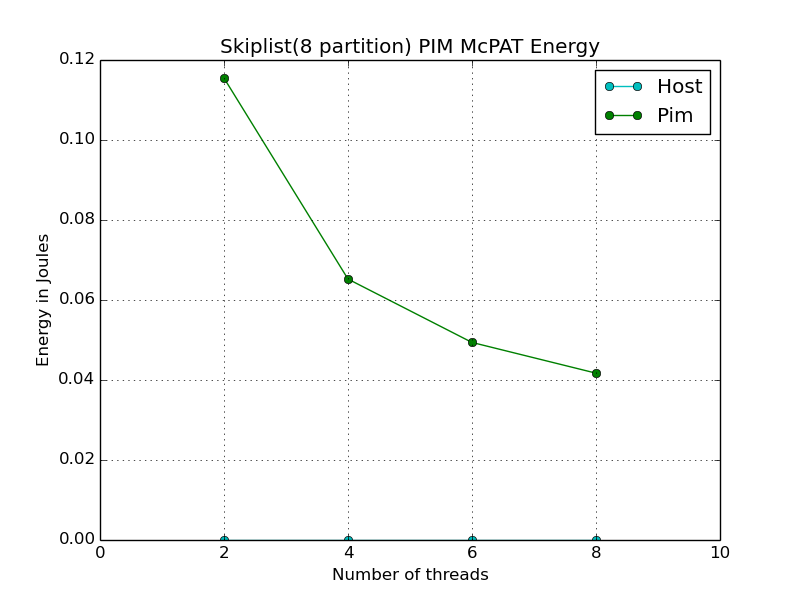 Skiplist(8 partition) PIM McPAT Energy
Host
Pim
0.12
0.10
0.08
0.06
0.04
0.02
0.00
Energy in Joules
0 2 4 6 8 10
Number of threads